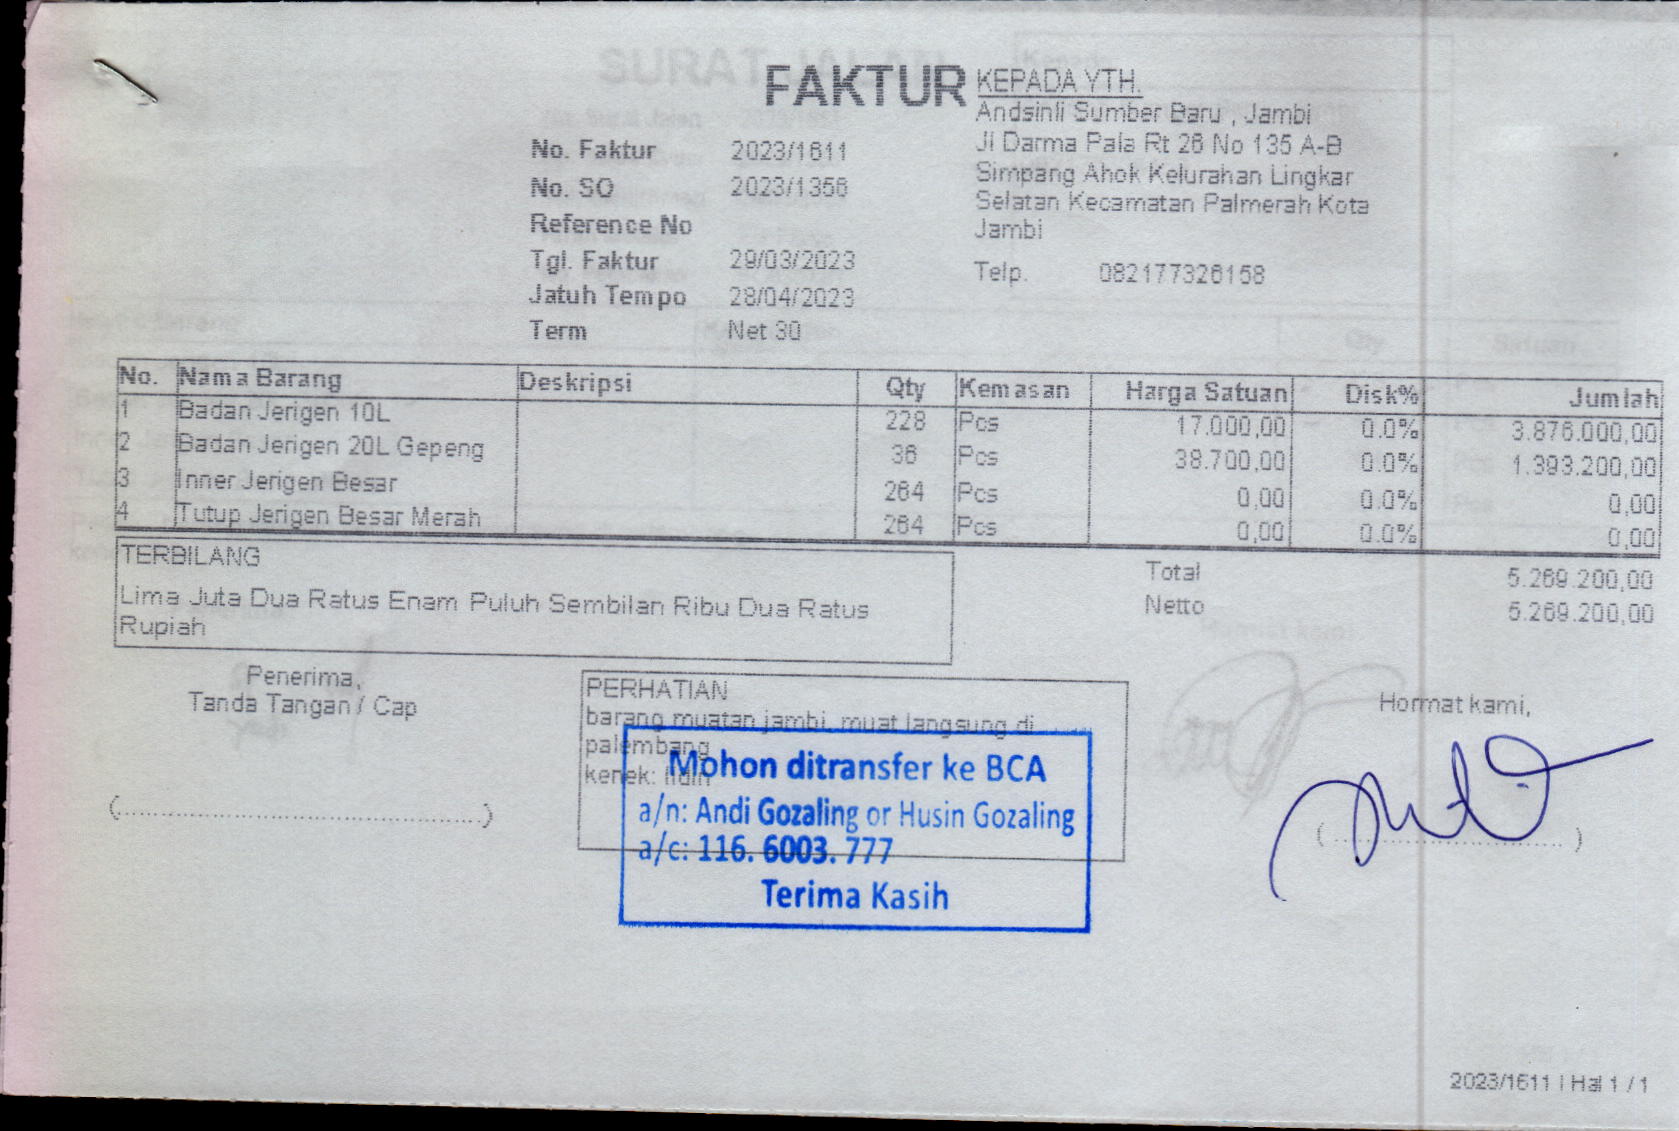 FAKTUR
No. Faktur 2023/1611
No. SO 2023/1356
Reference No
Tgl. Faktur 29/03/2023
Jatuh Tempo 28/04/2023
Term Net 30
KEPADA YTH.
Andsinli Sumber Baru , Jambi
Jl Darma Pala Rt 26 No 135 A-B
Simpang Ahok Kelurahan Lingkar
Selatan Kecamatan Palmerah Kota
Jambi
Telp. 082177326158
No. Nama Barang Deskripsi Qty Kemasan Harga Satuan Disk% Jumlah
1 Badan Jerigen 10L 228 Pcs 17.000,00 0.0% 3.876.000,00
2 Badan Jerigen 20L Gepeng 36 Pcs 38.700,00 0.0% 1.393.200,00
3 Inner Jerigen Besar 264 Pcs 0,00 0.0% 0,00
4 Tutup Jerigen Besar Merah 264 Pcs 0,00 0.0% 0,00
TERBILANG
Lima Juta Dua Ratus Enam Puluh Sembilan Ribu Dua Ratus
Rupiah
Total 5.269.200,00
Netto 5.269.200,00
Penerima,
Tanda Tangan / Cap
(..............................................)
PERHATIAN
barang muatan jambi, muat langsung di
palembang
kenek:
Mohon ditransfer ke BCA
a/n: Andi Gozaling or Husin Gozaling
a/c: 116. 6003. 777
Terima Kasih
Hormat kami,
(..............................)
2023/1611 | Hal 1 / 1